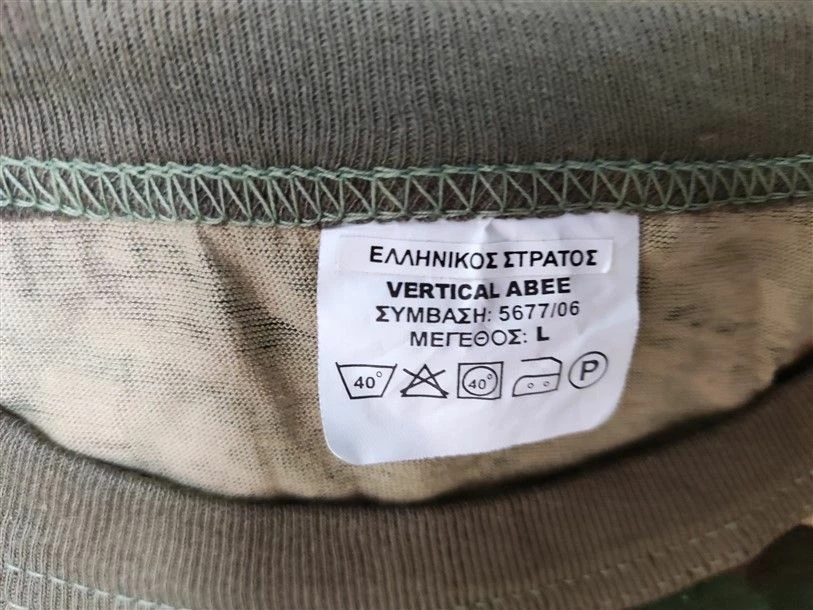 ΕΛΛΗΝΙΚΟΣ ΣΤΡΑΤΟΣ
VERTICAL ABEE
ΣΥΜΒΑΣΗ: 5677/06
ΜΕΓΕΘΟΣ: L
40° 40° P